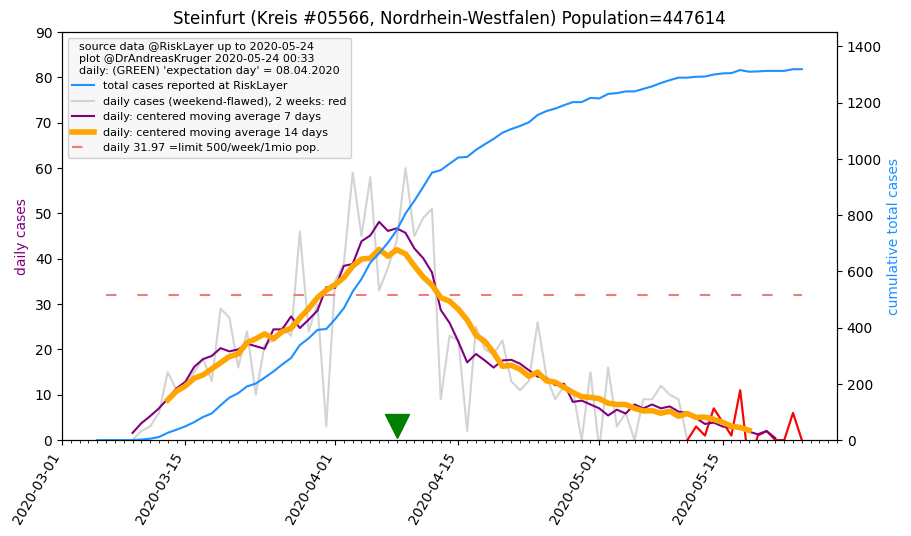 Steinfurt (Kreis #05566, Nordrhein-Westfalen) Population=447614
source data @RiskLayer up to 2020-05-24
plot @DrAndreasKruger 2020-05-24 00:33
daily: (GREEN) 'expectation day' = 08.04.2020
total cases reported at RiskLayer
daily cases (weekend-flawed), 2 weeks: red
daily: centered moving average 7 days
daily: centered moving average 14 days
daily 31.97 =limit 500/week/1mio pop.
daily cases
90
80
70
60
50
40
30
20
10
0
1400
1200
1000
800
600
400
200
0
cumulative total cases
2020-03-01
2020-03-15
2020-04-01
2020-04-15
2020-05-01
2020-05-15